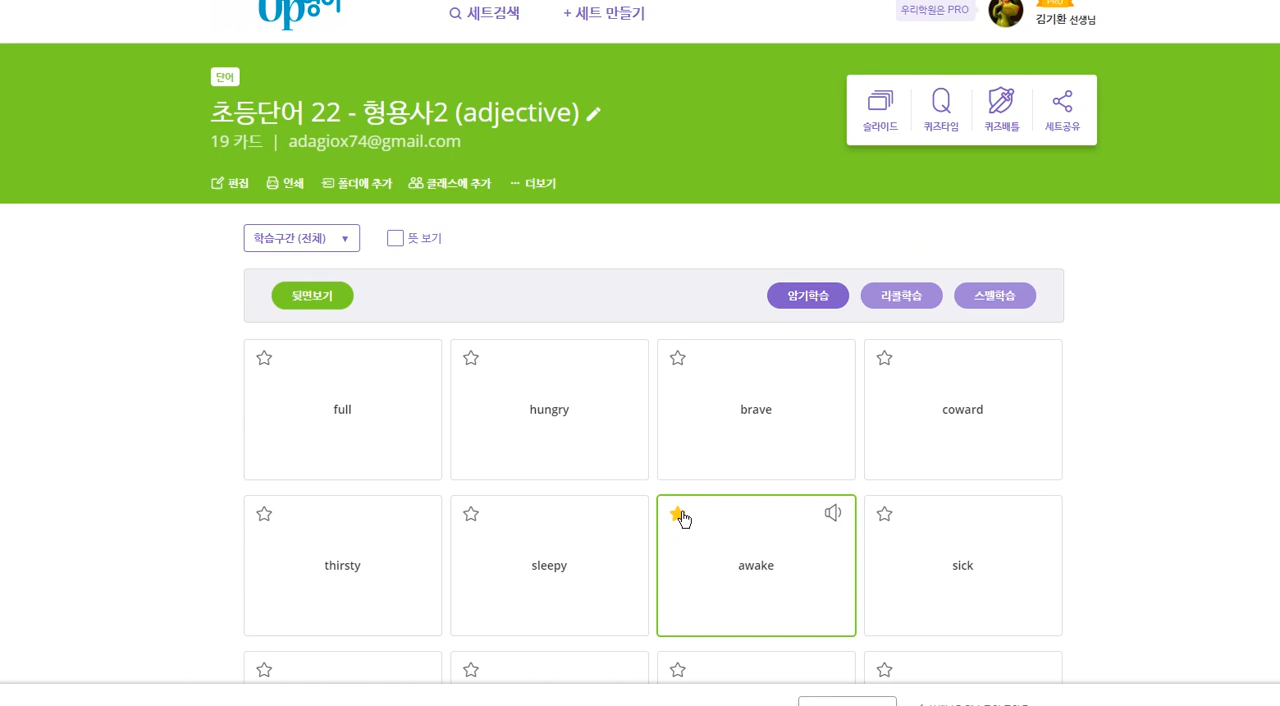 세트검색
+ 세트 만들기
우리학원은 PRO
PRO
김기환 선생님
단어
초등단어 22 - 형용사2 (adjective)
19 카드 | adagiox74@gmail.com
편집
인쇄
폴더에 추가
클래스에 추가
··· 더보기
슬라이드
퀴즈타임
퀴즈배틀
세트공유
학습구간 (전체) ▼
뜻 보기
뒷면보기
암기학습
리콜학습
스펠학습
full
hungry
brave
coward
thirsty
sleepy
awake
sick